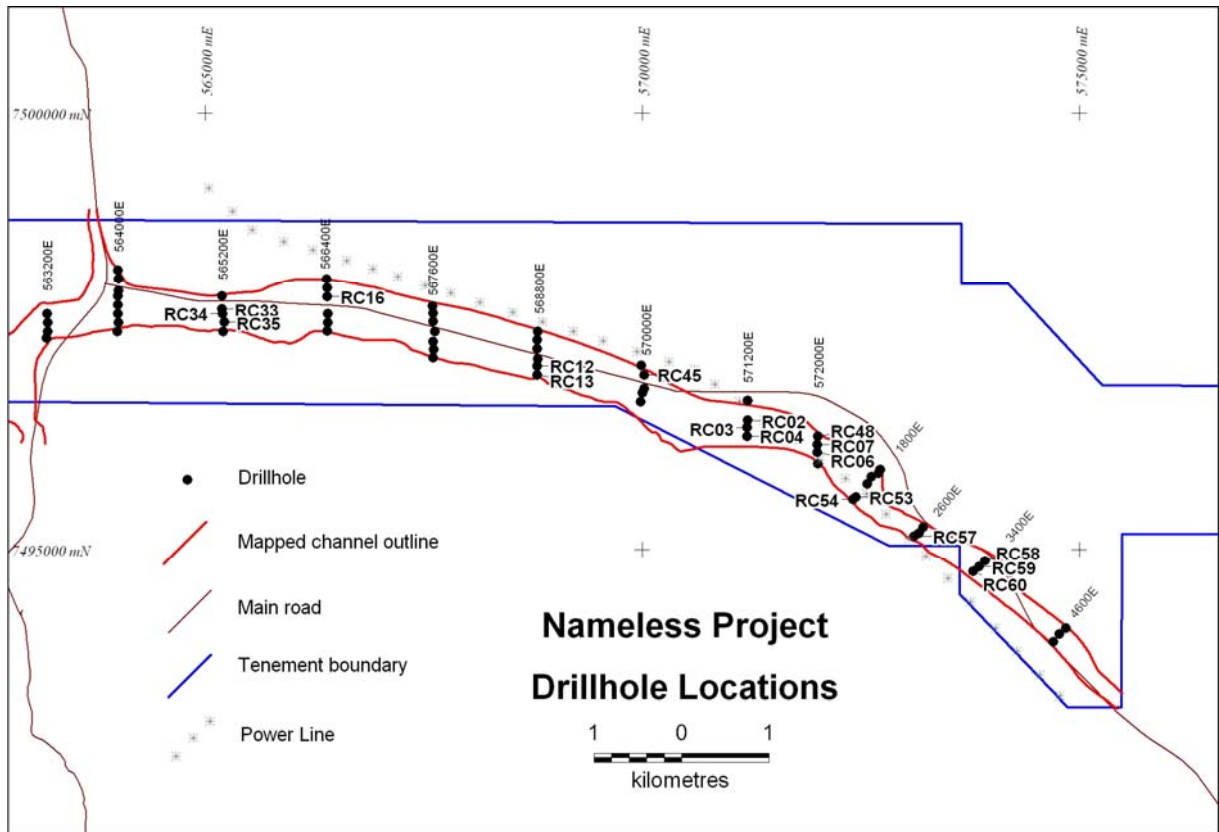 565000 mE
570000 mE
575000 mE
7500000 mN
563200E
564000E
565200E
566400E
567600E
568800E
570000E
571200E
572000E
1800E
2600E
3400E
4600E
RC16
RC33
RC34
RC35
RC12
RC13
RC45
RC02
RC03
RC04
RC48
RC07
RC06
RC54
RC53
RC57
RC58
RC59
RC60
7495000 mN
Drillhole
Mapped channel outline
Main road
Tenement boundary
Power Line
Nameless Project
Drillhole Locations
1 0 1
kilometres